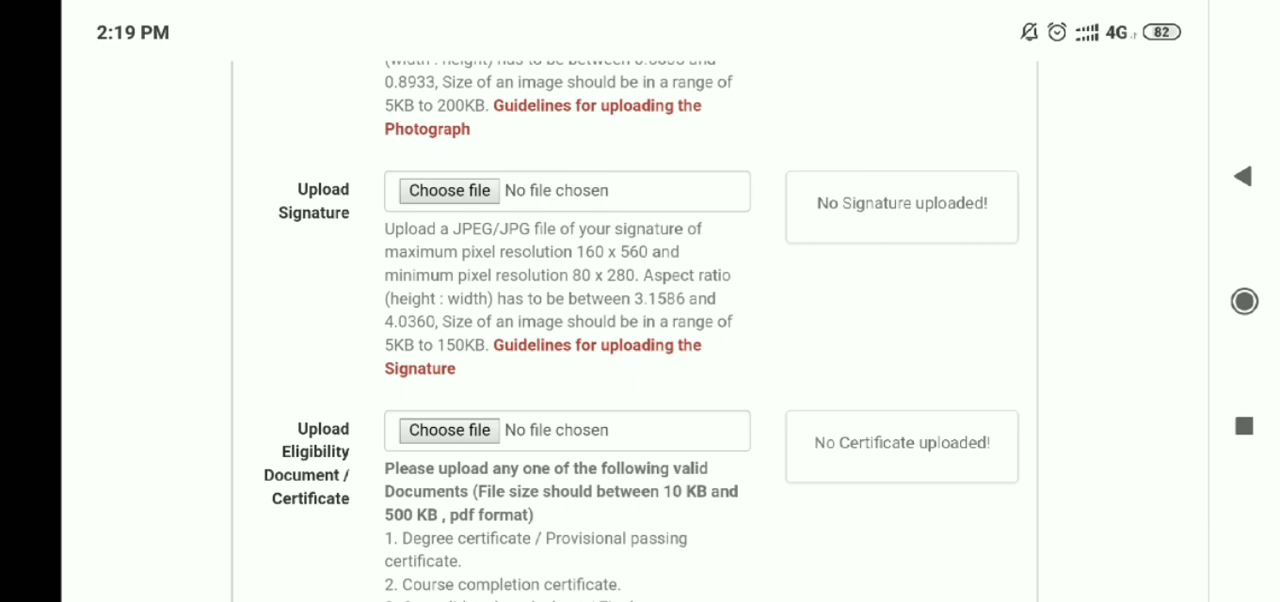 2:19 PM
4G
82
0.8933, Size of an image should be in a range of
5KB to 200KB. Guidelines for uploading the
Photograph
Upload
Signature
Choose file No file chosen
No Signature uploaded!
Upload a JPEG/JPG file of your signature of
maximum pixel resolution 160 x 560 and
minimum pixel resolution 80 x 280. Aspect ratio
(height : width) has to be between 3.1586 and
4.0360, Size of an image should be in a range of
5KB to 150KB. Guidelines for uploading the
Signature
Upload
Eligibility
Document /
Certificate
Choose file No file chosen
No Certificate uploaded!
Please upload any one of the following valid
Documents (File size should between 10 KB and
500 KB , pdf format)
1. Degree certificate / Provisional passing
certificate.
2. Course completion certificate.